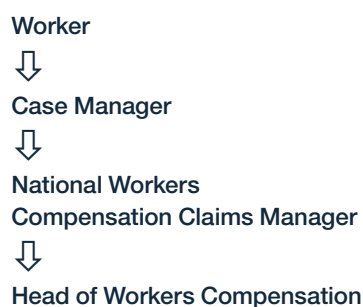 Worker
⇩
Case Manager
⇩
National Workers
Compensation Claims Manager
⇩
Head of Workers Compensation